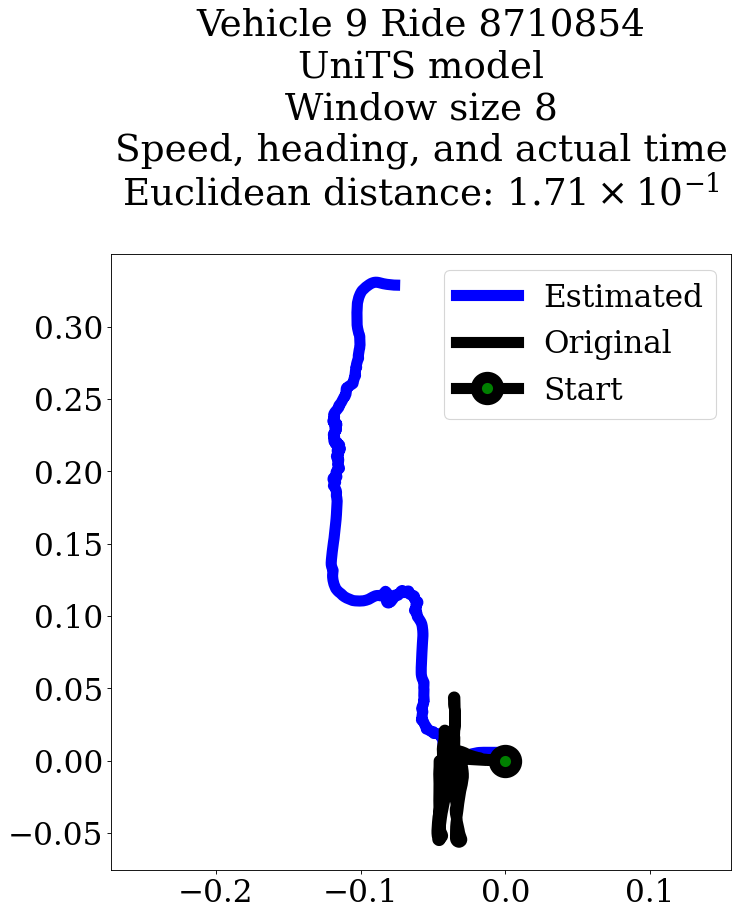 Vehicle 9 Ride 8710854
UniTS model
Window size 8
Speed, heading, and actual time
Euclidean distance: 1.71 × 10⁻¹
Estimated
Original
Start
0.30
0.25
0.20
0.15
0.10
0.05
0.00
−0.05
−0.2
−0.1
0.0
0.1